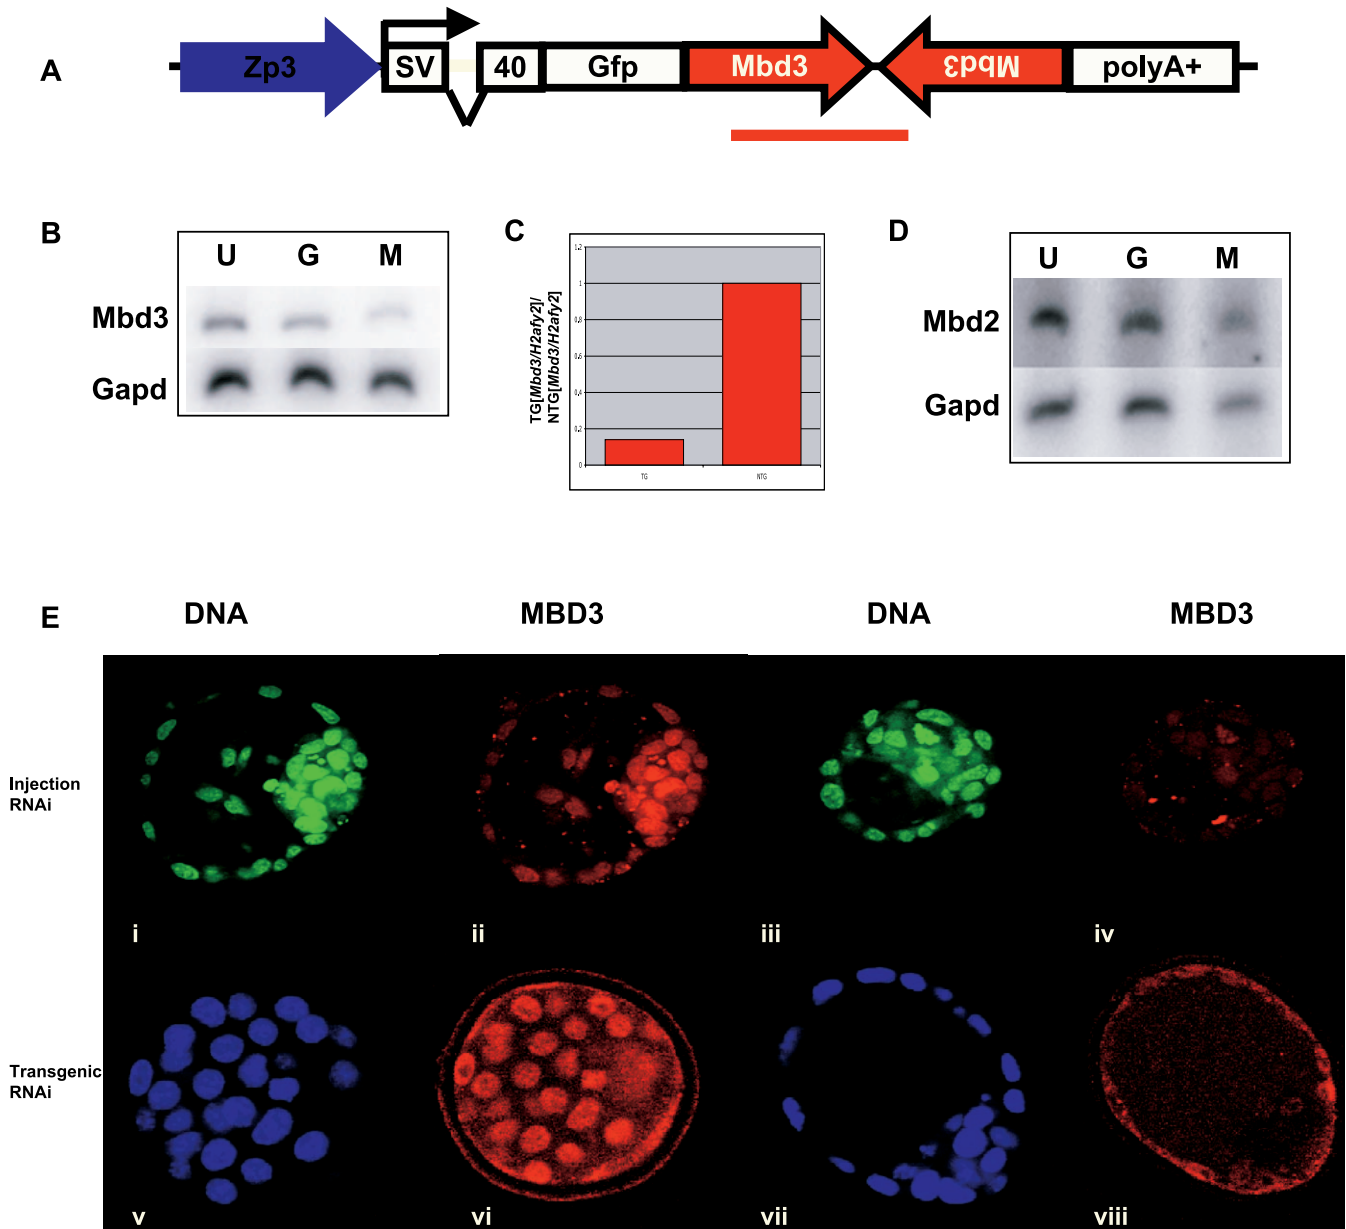 A
Zp3
SV
40
Gfp
Mbd3
Mbd3
polyA+
B
U G M
Mbd3
Gapd
C
TG[Mbd3/H2afy2]/
NTG[Mbd3/H2afy2]
1.2
1
0.8
0.6
0.4
0.2
0
TG
NTG
D
U G M
Mbd2
Gapd
E
DNA
MBD3
DNA
MBD3
Injection
RNAi
i
ii
iii
iv
Transgenic
RNAi
v
vi
vii
viii